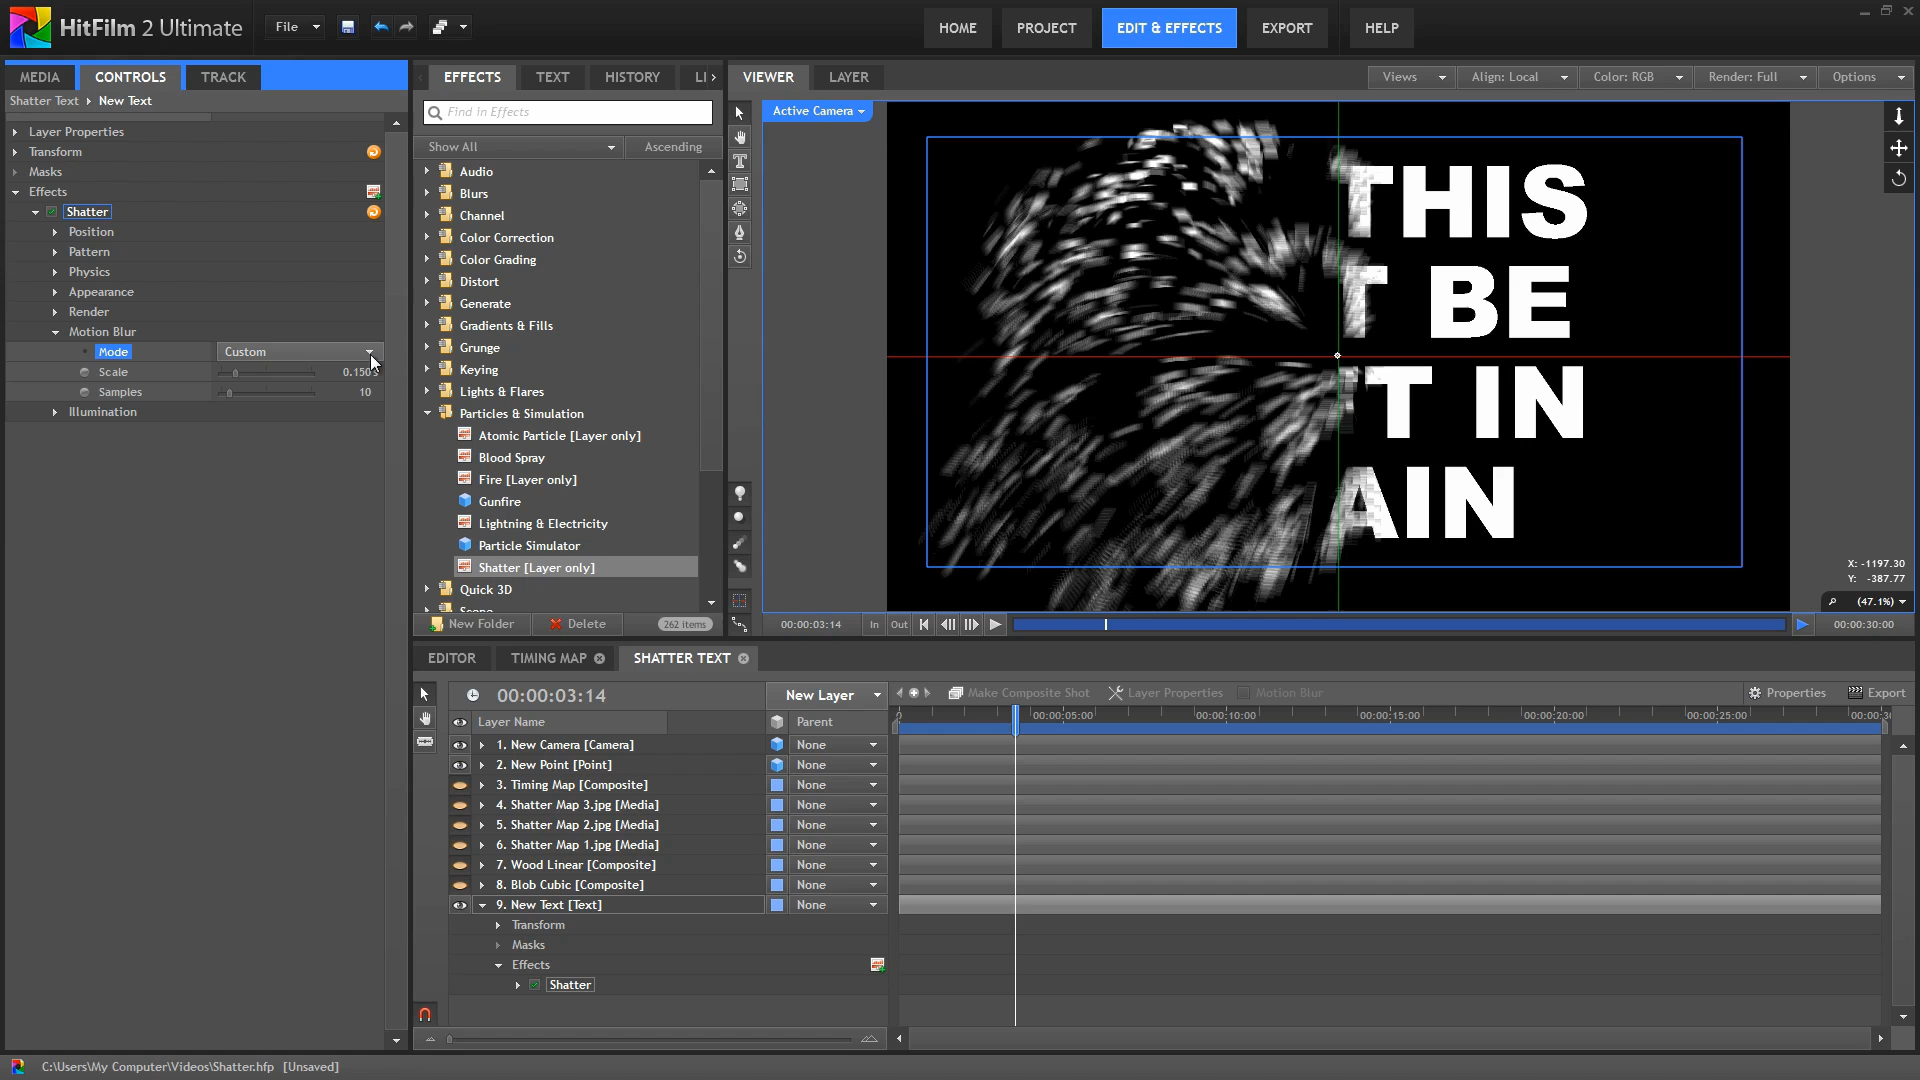 HitFilm 2 Ultimate
File
HOME
PROJECT
EDIT & EFFECTS
EXPORT
HELP
MEDIA
CONTROLS
TRACK
Shatter Text
New Text
Layer Properties
Transform
Masks
Effects
Shatter
Position
Pattern
Physics
Appearance
Render
Motion Blur
Mode
Custom
Scale
0.150s
Samples
10
Illumination
EFFECTS
TEXT
HISTORY
LI
Find in Effects
Show All
Ascending
Audio
Blurs
Channel
Color Correction
Color Grading
Distort
Generate
Gradients & Fills
Grunge
Keying
Lights & Flares
Particles & Simulation
Atomic Particle [Layer only]
Blood Spray
Fire [Layer only]
Gunfire
Lightning & Electricity
Particle Simulator
Shatter [Layer only]
Quick 3D
New Folder
Delete
262 items
VIEWER
LAYER
Views
Align: Local
Color: RGB
Render: Full
Options
Active Camera
THIS
T BE
T IN
AIN
X: -1197.30
Y: -387.77
(47.1%)
00:00:03:14
In
Out
00:00:30:00
EDITOR
TIMING MAP
SHATTER TEXT
00:00:03:14
New Layer
Make Composite Shot
Layer Properties
Motion Blur
Properties
Export
Layer Name
Parent
0
00:00:05:00
00:00:10:00
00:00:15:00
00:00:20:00
00:00:25:00
00:00:3
1. New Camera [Camera]
None
2. New Point [Point]
None
3. Timing Map [Composite]
None
4. Shatter Map 3.jpg [Media]
None
5. Shatter Map 2.jpg [Media]
None
6. Shatter Map 1.jpg [Media]
None
7. Wood Linear [Composite]
None
8. Blob Cubic [Composite]
None
9. New Text [Text]
None
Transform
Masks
Effects
Shatter
C:\Users\My Computer\Videos\Shatter.hfp [Unsaved]